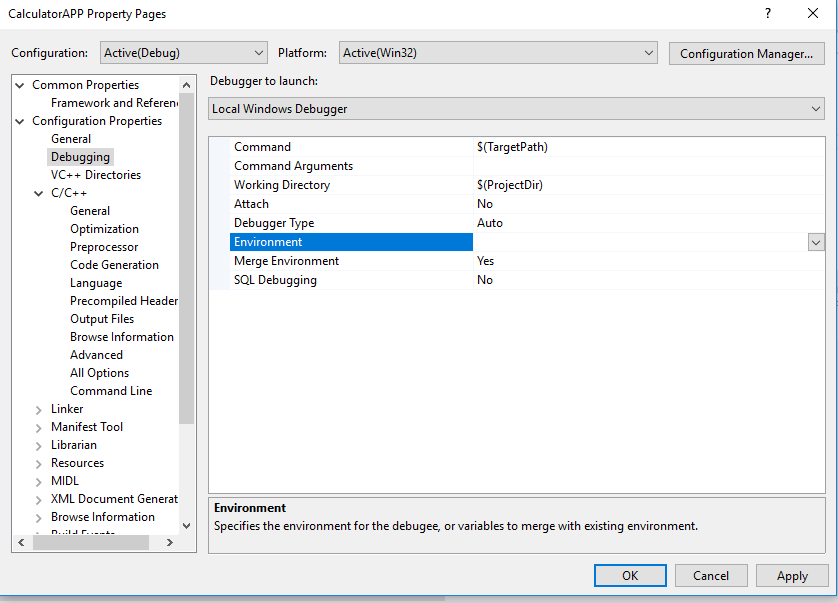 CalculatorAPP Property Pages
?
Configuration: Active(Debug) Platform: Active(Win32) Configuration Manager...
Common Properties
Framework and Referen
Configuration Properties
General
Debugging
VC++ Directories
C/C++
General
Optimization
Preprocessor
Code Generation
Language
Precompiled Header
Output Files
Browse Information
Advanced
All Options
Command Line
Linker
Manifest Tool
Librarian
Resources
MIDL
XML Document Generat
Browse Information
Build Events
Debugger to launch:
Local Windows Debugger
Command $(TargetPath)
Command Arguments
Working Directory $(ProjectDir)
Attach No
Debugger Type Auto
Environment
Merge Environment Yes
SQL Debugging No
Environment
Specifies the environment for the debugee, or variables to merge with existing environment.
OK Cancel Apply